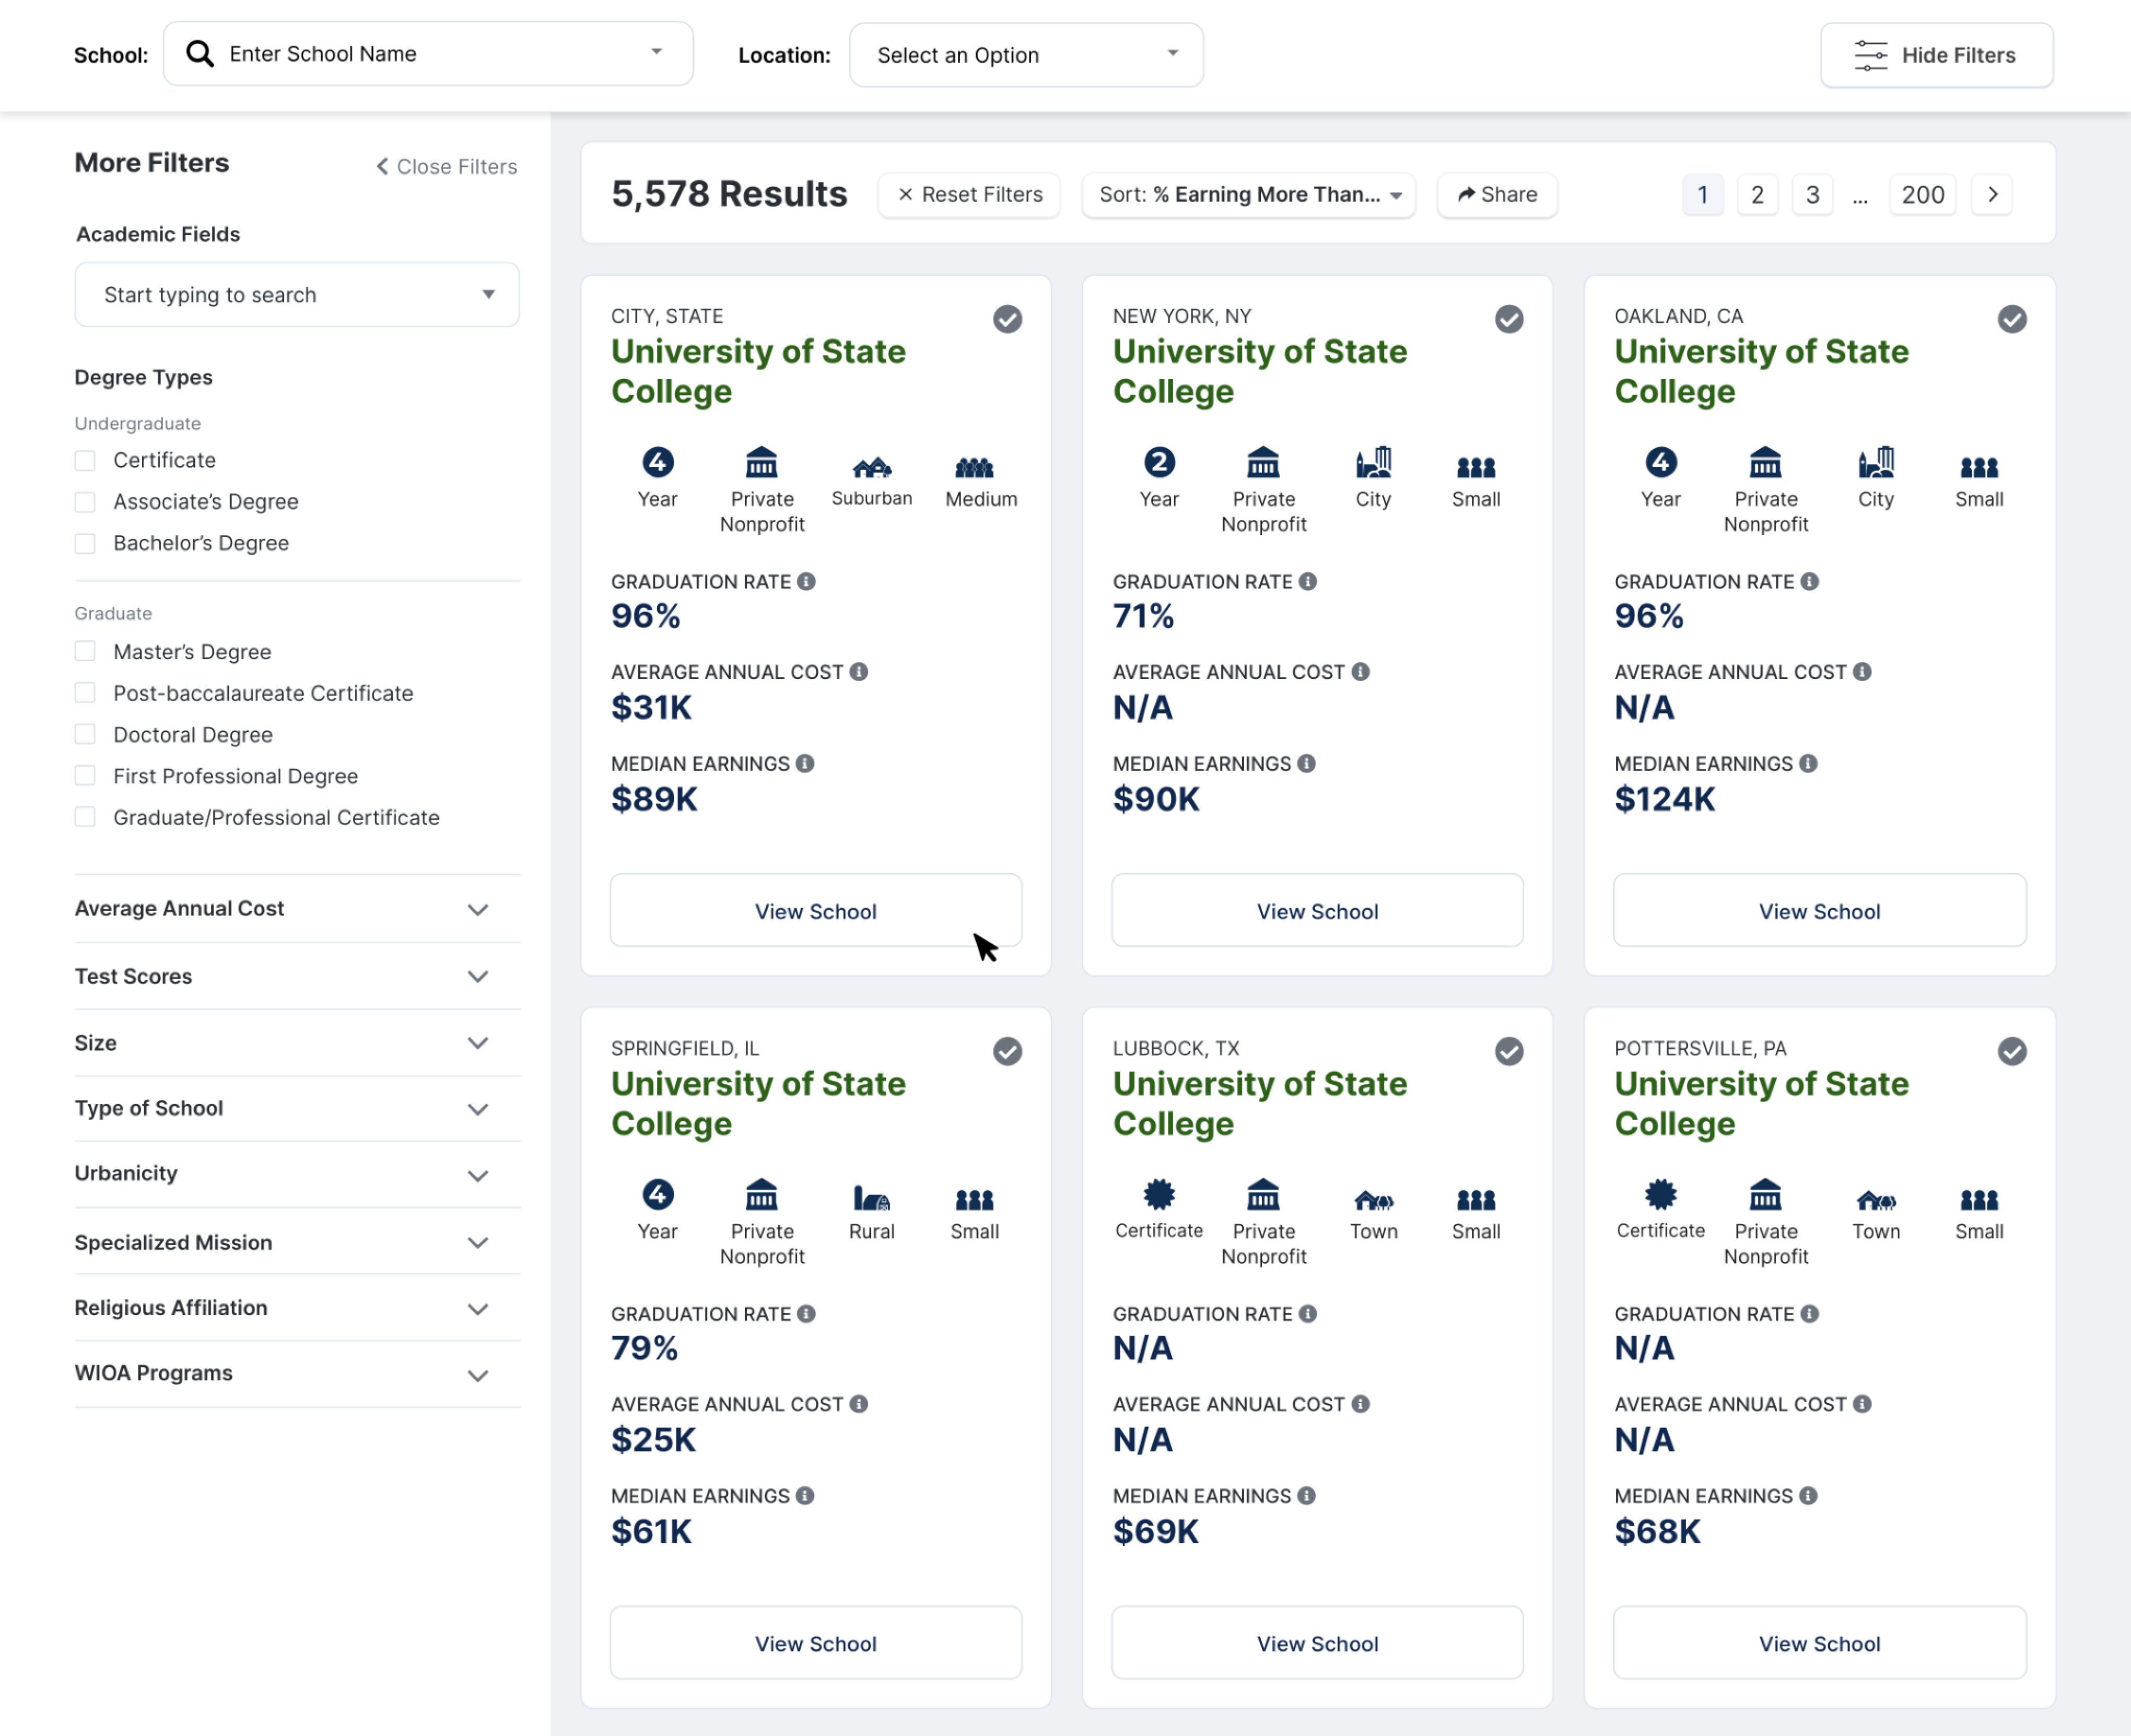 School: Enter School Name Location: Select an Option Hide Filters
More Filters Close Filters
Academic Fields
Start typing to search
Degree Types
Undergraduate
Certificate
Associate’s Degree
Bachelor’s Degree
Graduate
Master’s Degree
Post-baccalaureate Certificate
Doctoral Degree
First Professional Degree
Graduate/Professional Certificate
Average Annual Cost
Test Scores
Size
Type of School
Urbanicity
Specialized Mission
Religious Affiliation
WIOA Programs
5,578 Results × Reset Filters Sort: % Earning More Than... Share 1 2 3 ... 200 >
CITY, STATE
University of State
College
4
Year
Private
Nonprofit
Suburban
Medium
GRADUATION RATE
96%
AVERAGE ANNUAL COST
$31K
MEDIAN EARNINGS
$89K
View School
NEW YORK, NY
University of State
College
2
Year
Private
Nonprofit
City
Small
GRADUATION RATE
71%
AVERAGE ANNUAL COST
N/A
MEDIAN EARNINGS
$90K
View School
OAKLAND, CA
University of State
College
4
Year
Private
Nonprofit
City
Small
GRADUATION RATE
96%
AVERAGE ANNUAL COST
N/A
MEDIAN EARNINGS
$124K
View School
SPRINGFIELD, IL
University of State
College
4
Year
Private
Nonprofit
Rural
Small
GRADUATION RATE
79%
AVERAGE ANNUAL COST
$25K
MEDIAN EARNINGS
$61K
View School
LUBBOCK, TX
University of State
College
Certificate
Private
Nonprofit
Town
Small
GRADUATION RATE
N/A
AVERAGE ANNUAL COST
N/A
MEDIAN EARNINGS
$69K
View School
POTTERSVILLE, PA
University of State
College
Certificate
Private
Nonprofit
Town
Small
GRADUATION RATE
N/A
AVERAGE ANNUAL COST
N/A
MEDIAN EARNINGS
$68K
View School